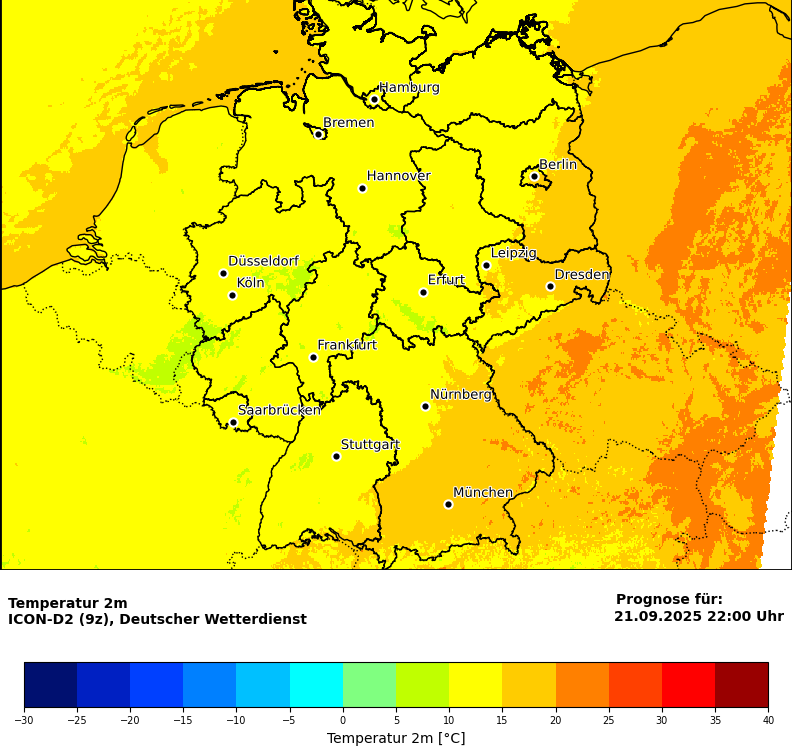 Hamburg
Bremen
Berlin
Hannover
Leipzig
Düsseldorf
Dresden
Köln
Erfurt
Frankfurt
Nürnberg
Saarbrücken
Stuttgart
München
Temperatur 2m
ICON-D2 (9z), Deutscher Wetterdienst
Prognose für:
21.09.2025 22:00 Uhr
−30 −25 −20 −15 −10 −5 0 5 10 15 20 25 30 35 40
Temperatur 2m [°C]